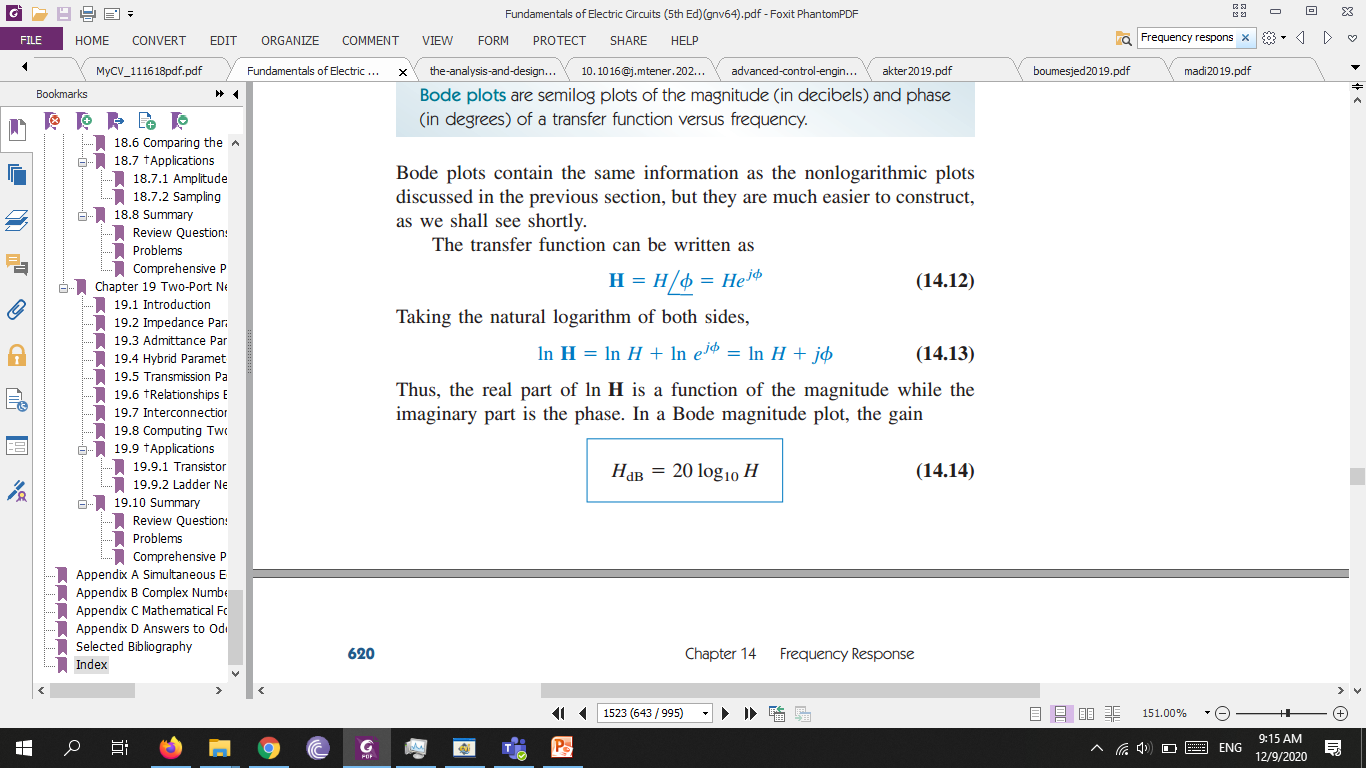 Fundamentals of Electric Circuits (5th Ed)(gnv64).pdf - Foxit PhantomPDF
FILE HOME CONVERT EDIT ORGANIZE COMMENT VIEW FORM PROTECT SHARE HELP
Frequency respons
MyCV_111618pdf.pdf
Fundamentals of Electric ...
the-analysis-and-design...
10.1016@j.mtener.202...
advanced-control-engin...
akter2019.pdf
boumesjed2019.pdf
madi2019.pdf
Bookmarks
18.6 Comparing the
18.7 †Applications
18.7.1 Amplitude
18.7.2 Sampling
18.8 Summary
Review Questions
Problems
Comprehensive P
Chapter 19 Two-Port Ne
19.1 Introduction
19.2 Impedance Para
19.3 Admittance Par
19.4 Hybrid Paramet
19.5 Transmission Pa
19.6 †Relationships B
19.7 Interconnection
19.8 Computing Two
19.9 †Applications
19.9.1 Transistor
19.9.2 Ladder Ne
19.10 Summary
Review Questions
Problems
Comprehensive P
Appendix A Simultaneous E
Appendix B Complex Numbe
Appendix C Mathematical Fo
Appendix D Answers to Od
Selected Bibliography
Index
Bode plots are semilog plots of the magnitude (in decibels) and phase
(in degrees) of a transfer function versus frequency.
Bode plots contain the same information as the nonlogarithmic plots
discussed in the previous section, but they are much easier to construct,
as we shall see shortly.
The transfer function can be written as
H = H/ϕ = He^{jϕ} (14.12)
Taking the natural logarithm of both sides,
ln H = ln H + ln e^{jϕ} = ln H + jϕ (14.13)
Thus, the real part of ln H is a function of the magnitude while the
imaginary part is the phase. In a Bode magnitude plot, the gain
H_{dB} = 20 log_{10} H (14.14)
620 Chapter 14 Frequency Response
1523 (643 / 995)
151.00%
PDF
ENG
9:15 AM
12/9/2020